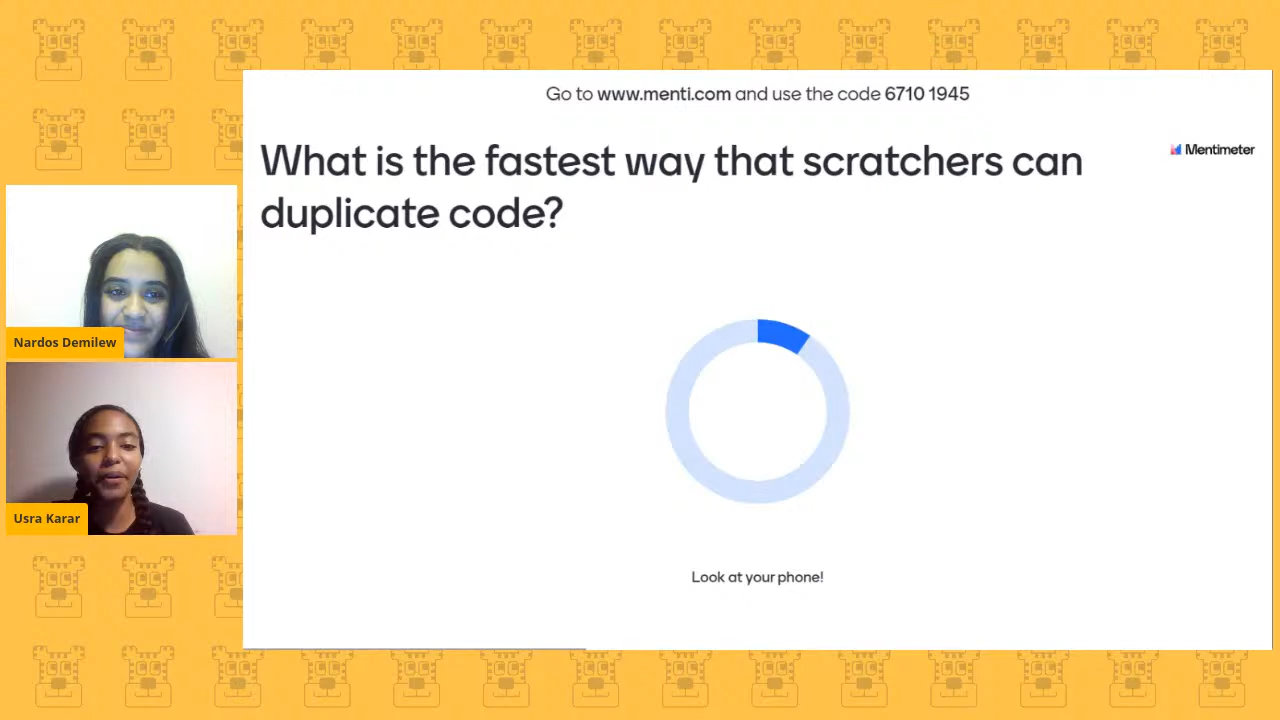 Go to www.menti.com and use the code 6710 1945
Mentimeter
What is the fastest way that scratchers can
duplicate code?
Nardos Demilew
Usra Karar
Look at your phone!